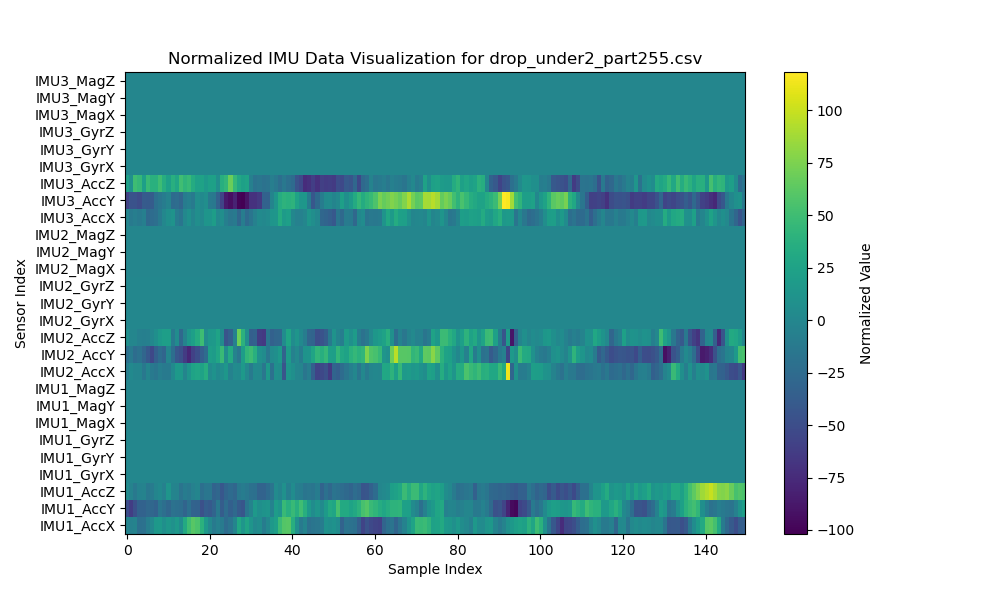 Normalized IMU Data Visualization for drop_under2_part255.csv
Sensor Index
IMU3_MagZ
IMU3_MagY
IMU3_MagX
IMU3_GyrZ
IMU3_GyrY
IMU3_GyrX
IMU3_AccZ
IMU3_AccY
IMU3_AccX
IMU2_MagZ
IMU2_MagY
IMU2_MagX
IMU2_GyrZ
IMU2_GyrY
IMU2_GyrX
IMU2_AccZ
IMU2_AccY
IMU2_AccX
IMU1_MagZ
IMU1_MagY
IMU1_MagX
IMU1_GyrZ
IMU1_GyrY
IMU1_GyrX
IMU1_AccZ
IMU1_AccY
IMU1_AccX
0 20 40 60 80 100 120 140
Sample Index
100
75
50
25
0
−25
−50
−75
−100
Normalized Value